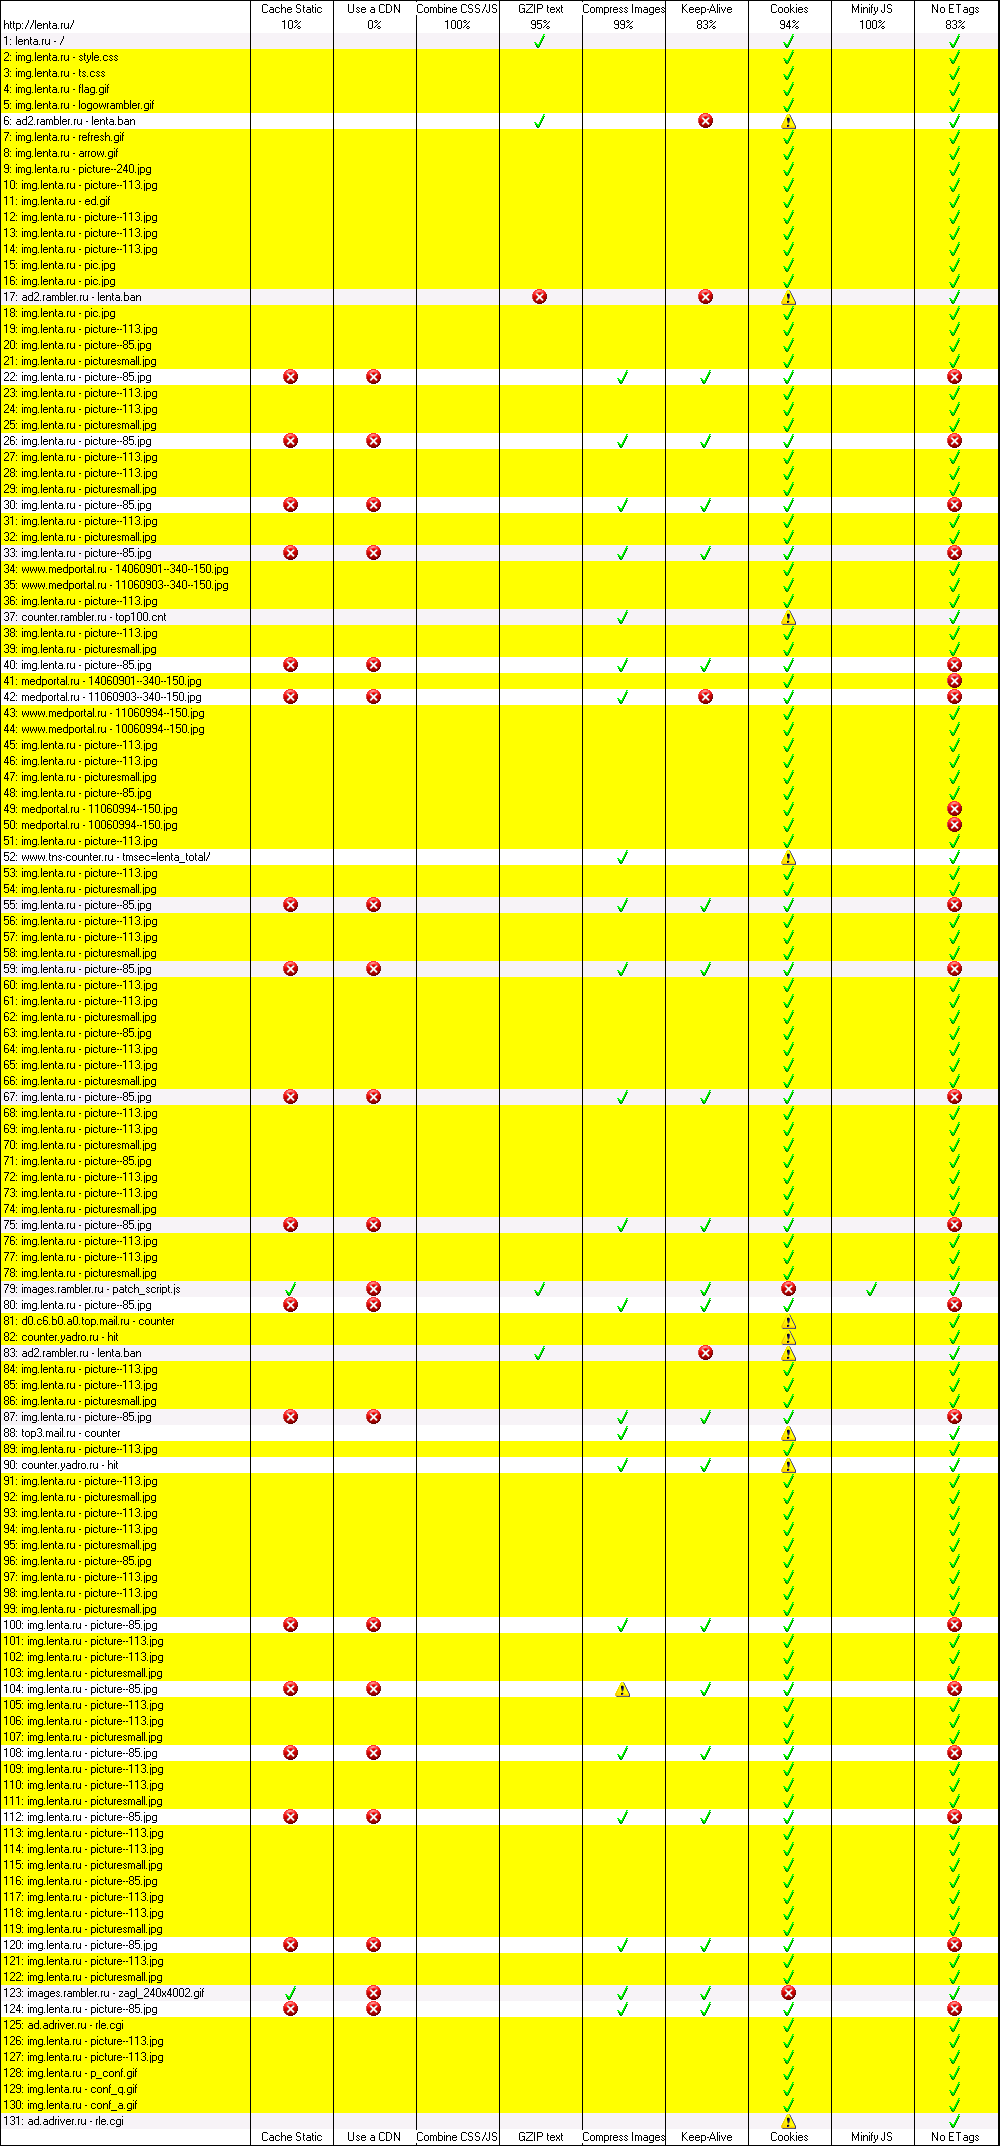 Cache Static Use a CDN Combine CSS/JS GZIP text Compress Images Keep-Alive Cookies Minify JS No ETags
http://lenta.ru/ 10% 0% 100% 95% 99% 83% 94% 100% 83%
1: lenta.ru - /
2: img.lenta.ru - style.css
3: img.lenta.ru - ts.css
4: img.lenta.ru - flag.gif
5: img.lenta.ru - logowrambler.gif
6: ad2.rambler.ru - lenta.ban
7: img.lenta.ru - refresh.gif
8: img.lenta.ru - arrow.gif
9: img.lenta.ru - picture--240.jpg
10: img.lenta.ru - picture--113.jpg
11: img.lenta.ru - ed.gif
12: img.lenta.ru - picture--113.jpg
13: img.lenta.ru - picture--113.jpg
14: img.lenta.ru - picture--113.jpg
15: img.lenta.ru - pic.jpg
16: img.lenta.ru - pic.jpg
17: ad2.rambler.ru - lenta.ban
18: img.lenta.ru - pic.jpg
19: img.lenta.ru - picture--113.jpg
20: img.lenta.ru - picture--85.jpg
21: img.lenta.ru - picturesmall.jpg
22: img.lenta.ru - picture--85.jpg
23: img.lenta.ru - picture--113.jpg
24: img.lenta.ru - picture--113.jpg
25: img.lenta.ru - picturesmall.jpg
26: img.lenta.ru - picture--85.jpg
27: img.lenta.ru - picture--113.jpg
28: img.lenta.ru - picture--113.jpg
29: img.lenta.ru - picturesmall.jpg
30: img.lenta.ru - picture--85.jpg
31: img.lenta.ru - picture--113.jpg
32: img.lenta.ru - picturesmall.jpg
33: img.lenta.ru - picture--85.jpg
34: www.medportal.ru - 14060901--340--150.jpg
35: www.medportal.ru - 11060903--340--150.jpg
36: img.lenta.ru - picture--113.jpg
37: counter.rambler.ru - top100.cnt
38: img.lenta.ru - picture--113.jpg
39: img.lenta.ru - picturesmall.jpg
40: img.lenta.ru - picture--85.jpg
41: medportal.ru - 14060901--340--150.jpg
42: medportal.ru - 11060903--340--150.jpg
43: www.medportal.ru - 11060994--150.jpg
44: www.medportal.ru - 10060994--150.jpg
45: img.lenta.ru - picture--113.jpg
46: img.lenta.ru - picture--113.jpg
47: img.lenta.ru - picturesmall.jpg
48: img.lenta.ru - picture--85.jpg
49: medportal.ru - 11060994--150.jpg
50: medportal.ru - 10060994--150.jpg
51: img.lenta.ru - picture--113.jpg
52: www.tns-counter.ru - tmsec=lenta_total/
53: img.lenta.ru - picture--113.jpg
54: img.lenta.ru - picturesmall.jpg
55: img.lenta.ru - picture--85.jpg
56: img.lenta.ru - picture--113.jpg
57: img.lenta.ru - picture--113.jpg
58: img.lenta.ru - picturesmall.jpg
59: img.lenta.ru - picture--85.jpg
60: img.lenta.ru - picture--113.jpg
61: img.lenta.ru - picture--113.jpg
62: img.lenta.ru - picturesmall.jpg
63: img.lenta.ru - picture--85.jpg
64: img.lenta.ru - picture--113.jpg
65: img.lenta.ru - picture--113.jpg
66: img.lenta.ru - picturesmall.jpg
67: img.lenta.ru - picture--85.jpg
68: img.lenta.ru - picture--113.jpg
69: img.lenta.ru - picture--113.jpg
70: img.lenta.ru - picturesmall.jpg
71: img.lenta.ru - picture--85.jpg
72: img.lenta.ru - picture--113.jpg
73: img.lenta.ru - picture--113.jpg
74: img.lenta.ru - picturesmall.jpg
75: img.lenta.ru - picture--85.jpg
76: img.lenta.ru - picture--113.jpg
77: img.lenta.ru - picture--113.jpg
78: img.lenta.ru - picturesmall.jpg
79: images.rambler.ru - patch_script.js
80: img.lenta.ru - picture--85.jpg
81: d0.c6.b0.a0.top.mail.ru - counter
82: counter.yadro.ru - hit
83: ad2.rambler.ru - lenta.ban
84: img.lenta.ru - picture--113.jpg
85: img.lenta.ru - picture--113.jpg
86: img.lenta.ru - picturesmall.jpg
87: img.lenta.ru - picture--85.jpg
88: top3.mail.ru - counter
89: img.lenta.ru - picture--113.jpg
90: counter.yadro.ru - hit
91: img.lenta.ru - picture--113.jpg
92: img.lenta.ru - picturesmall.jpg
93: img.lenta.ru - picture--113.jpg
94: img.lenta.ru - picture--113.jpg
95: img.lenta.ru - picturesmall.jpg
96: img.lenta.ru - picture--85.jpg
97: img.lenta.ru - picture--113.jpg
98: img.lenta.ru - picture--113.jpg
99: img.lenta.ru - picturesmall.jpg
100: img.lenta.ru - picture--85.jpg
101: img.lenta.ru - picture--113.jpg
102: img.lenta.ru - picture--113.jpg
103: img.lenta.ru - picturesmall.jpg
104: img.lenta.ru - picture--85.jpg
105: img.lenta.ru - picture--113.jpg
106: img.lenta.ru - picture--113.jpg
107: img.lenta.ru - picturesmall.jpg
108: img.lenta.ru - picture--85.jpg
109: img.lenta.ru - picture--113.jpg
110: img.lenta.ru - picture--113.jpg
111: img.lenta.ru - picturesmall.jpg
112: img.lenta.ru - picture--85.jpg
113: img.lenta.ru - picture--113.jpg
114: img.lenta.ru - picture--113.jpg
115: img.lenta.ru - picturesmall.jpg
116: img.lenta.ru - picture--85.jpg
117: img.lenta.ru - picture--113.jpg
118: img.lenta.ru - picture--113.jpg
119: img.lenta.ru - picturesmall.jpg
120: img.lenta.ru - picture--85.jpg
121: img.lenta.ru - picture--113.jpg
122: img.lenta.ru - picturesmall.jpg
123: images.rambler.ru - zagl_240x4002.gif
124: img.lenta.ru - picture--85.jpg
125: ad.adriver.ru - rle.cgi
126: img.lenta.ru - picture--113.jpg
127: img.lenta.ru - picture--113.jpg
128: img.lenta.ru - p_conf.gif
129: img.lenta.ru - conf_q.gif
130: img.lenta.ru - conf_a.gif
131: ad.adriver.ru - rle.cgi
Cache Static Use a CDN Combine CSS/JS GZIP text Compress Images Keep-Alive Cookies Minify JS No ETags